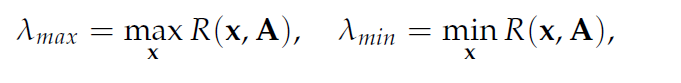 λ_max = max_x R(x, A),    λ_min = min_x R(x, A),